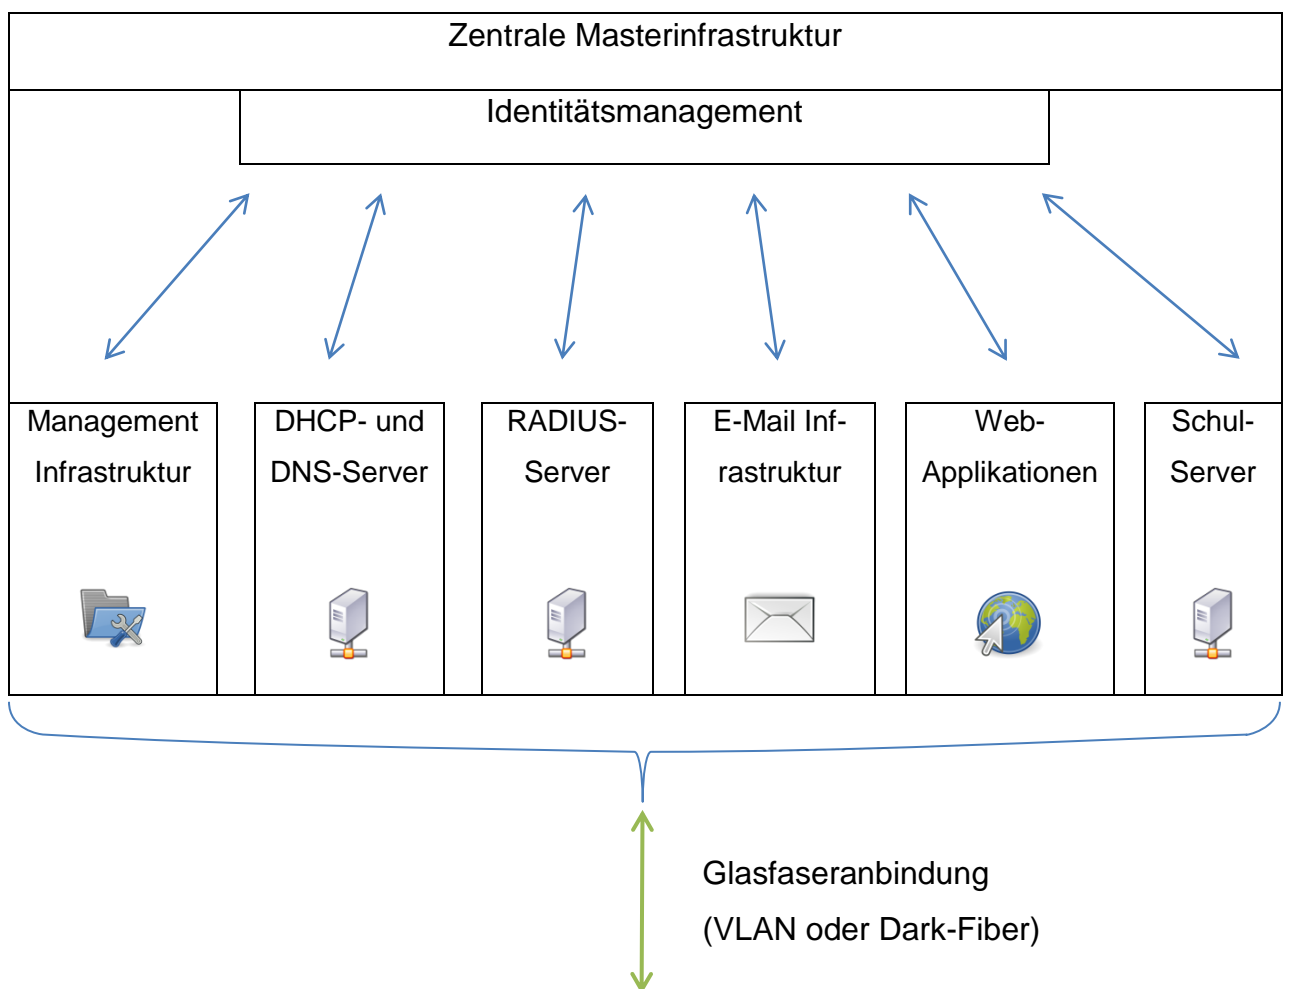 Zentrale Masterinfrastruktur
Identitätsmanagement
Management
Infrastruktur
DHCP- und
DNS-Server
RADIUS-
Server
E-Mail Inf-
rastruktur
Web-
Applikationen
Schul-
Server
Glasfaseranbindung
(VLAN oder Dark-Fiber)